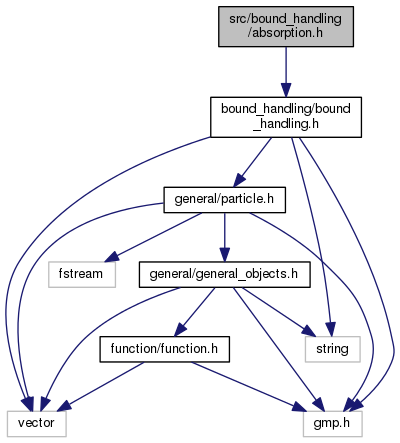 src/bound_handling
/absorption.h
bound_handling/bound
_handling.h
general/particle.h
fstream
general/general_objects.h
function/function.h
string
vector
gmp.h